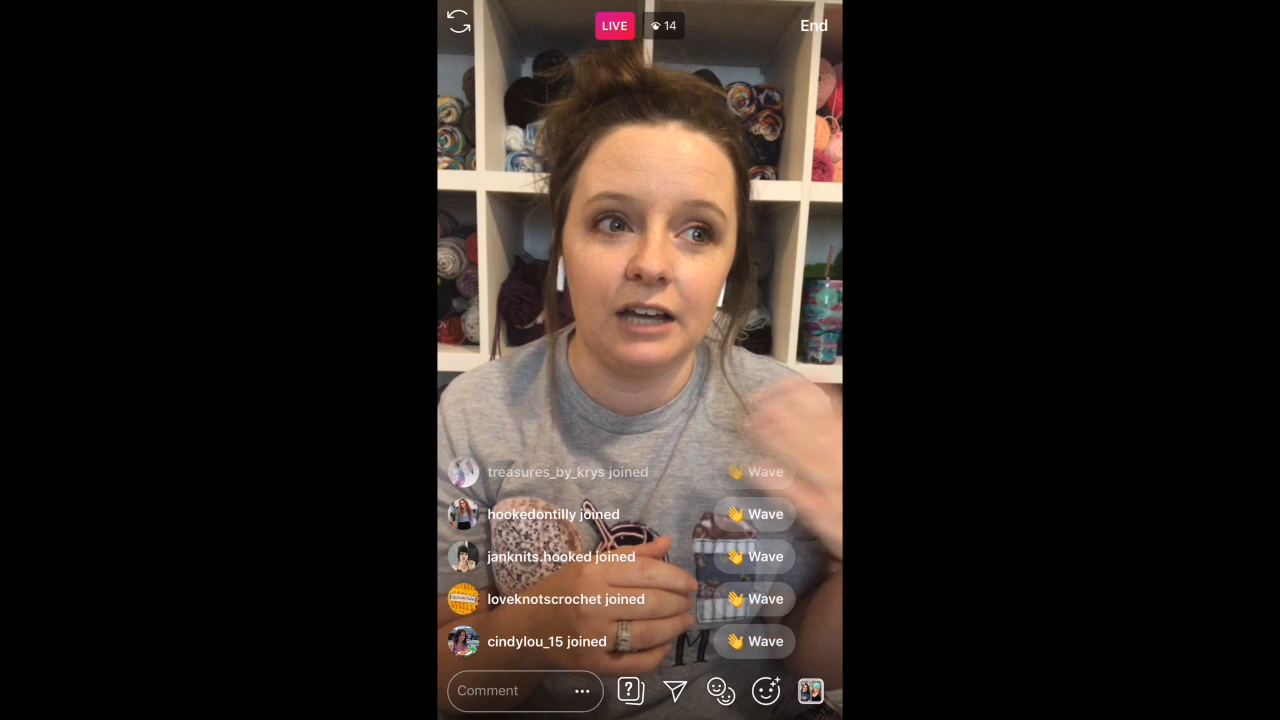 LIVE 14 End
treasures_by_krys joined 👋 Wave
hookedontilly joined 👋 Wave
janknits.hooked joined 👋 Wave
loveknotscrochet joined 👋 Wave
cindylou_15 joined 👋 Wave
Comment ...